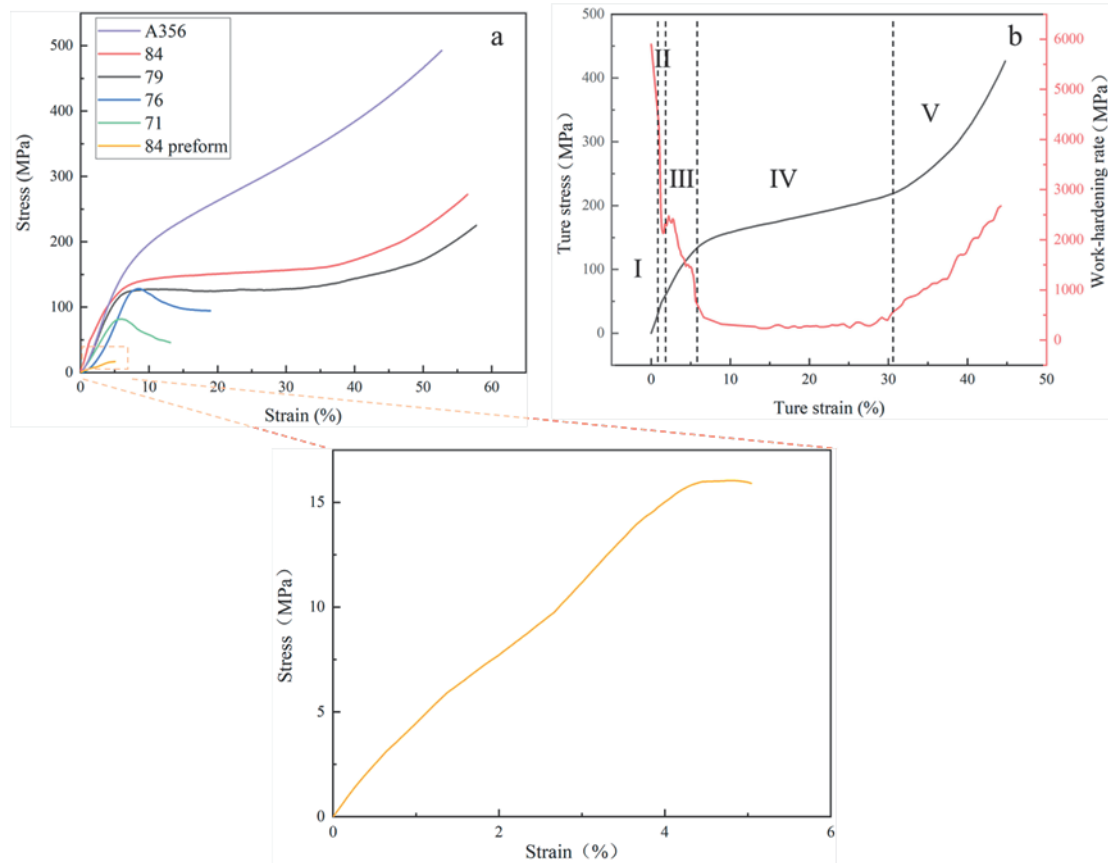 a
A356
84
79
76
71
84 preform
Stress (MPa)
500
400
300
200
100
0
0 10 20 30 40 50 60
Strain (%)
b
I
II
III
IV
V
Ture stress（MPa）
500
400
300
200
100
0
0 10 20 30 40 50
Ture strain (%)
Work-hardening rate（MPa）
6000
5000
4000
3000
2000
1000
0
Stress（MPa）
15
10
5
0
0 2 4 6
Strain（%）